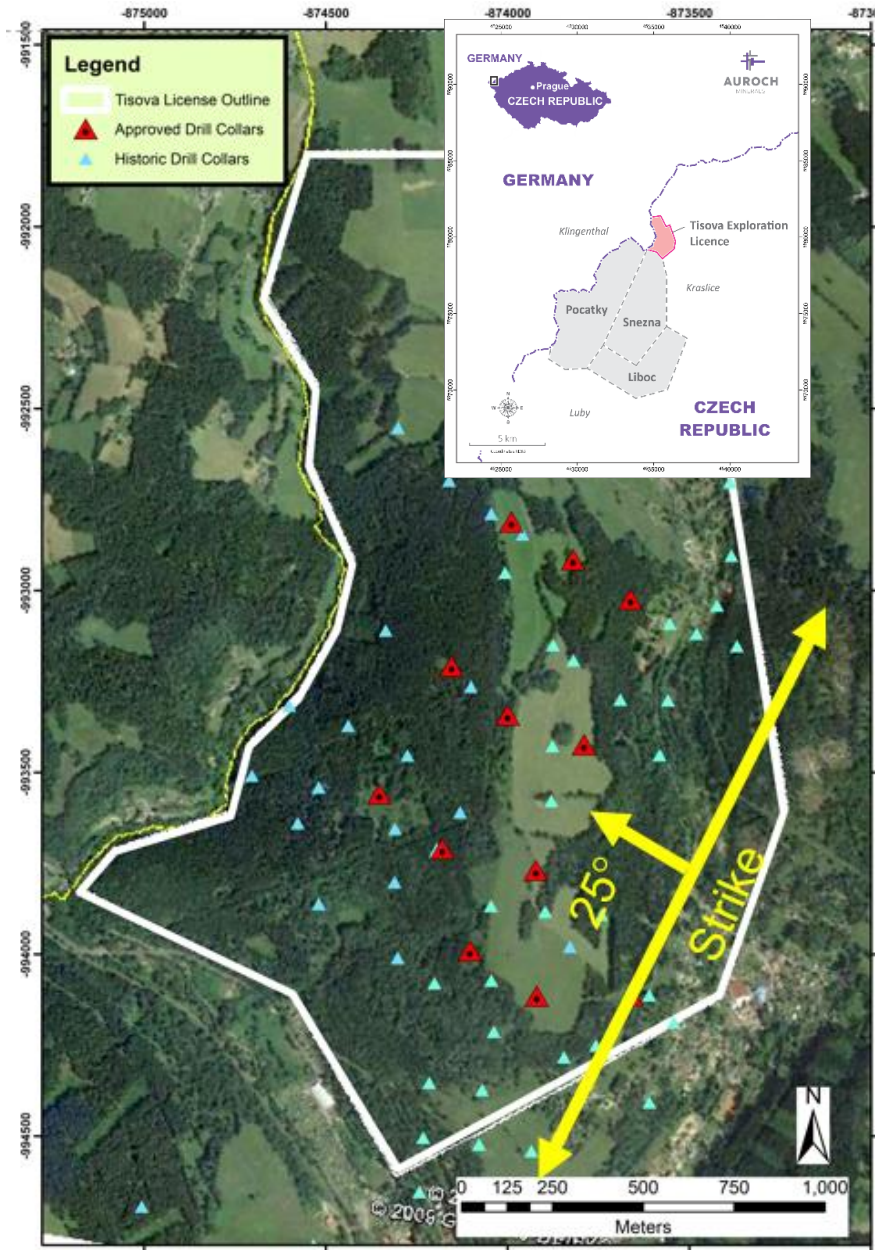 -875000
-874500
-874000
-873500
-991500
-992000
-992500
-993000
-993500
-994000
-994500
Legend
Tisova License Outline
Approved Drill Collars
Historic Drill Collars
GERMANY
Prague
CZECH REPUBLIC
AUROCH
MINERALS
GERMANY
Klingenthal
Tisova Exploration
Licence
Kraslice
Pocatky
Snezna
Liboc
Luby
CZECH
REPUBLIC
N
5 km
25°
Strike
N
0 125 250 500 750 1,000
Meters